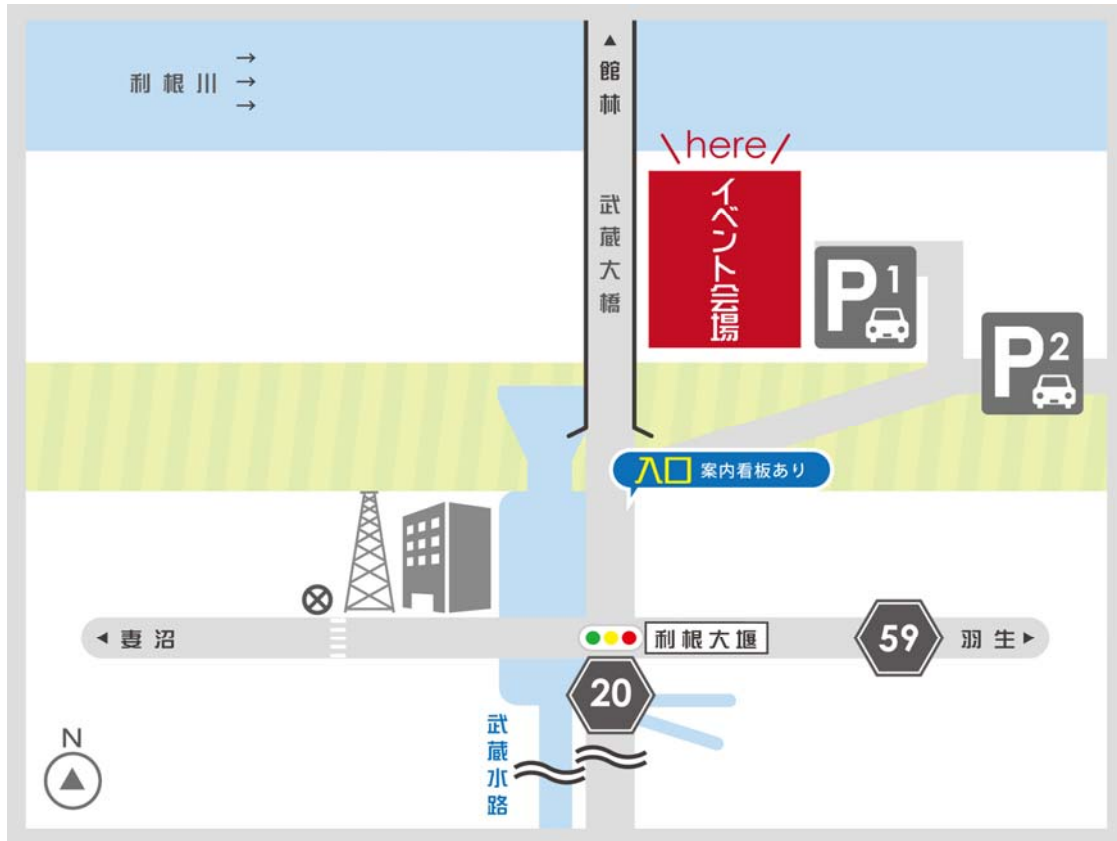 利根川
→
→
→
▲館林
武蔵大橋
\here/
イベント会場
P1
P2
入口 案内看板あり
◀妻沼
利根大堰
59
羽生▶
20
武蔵水路
N